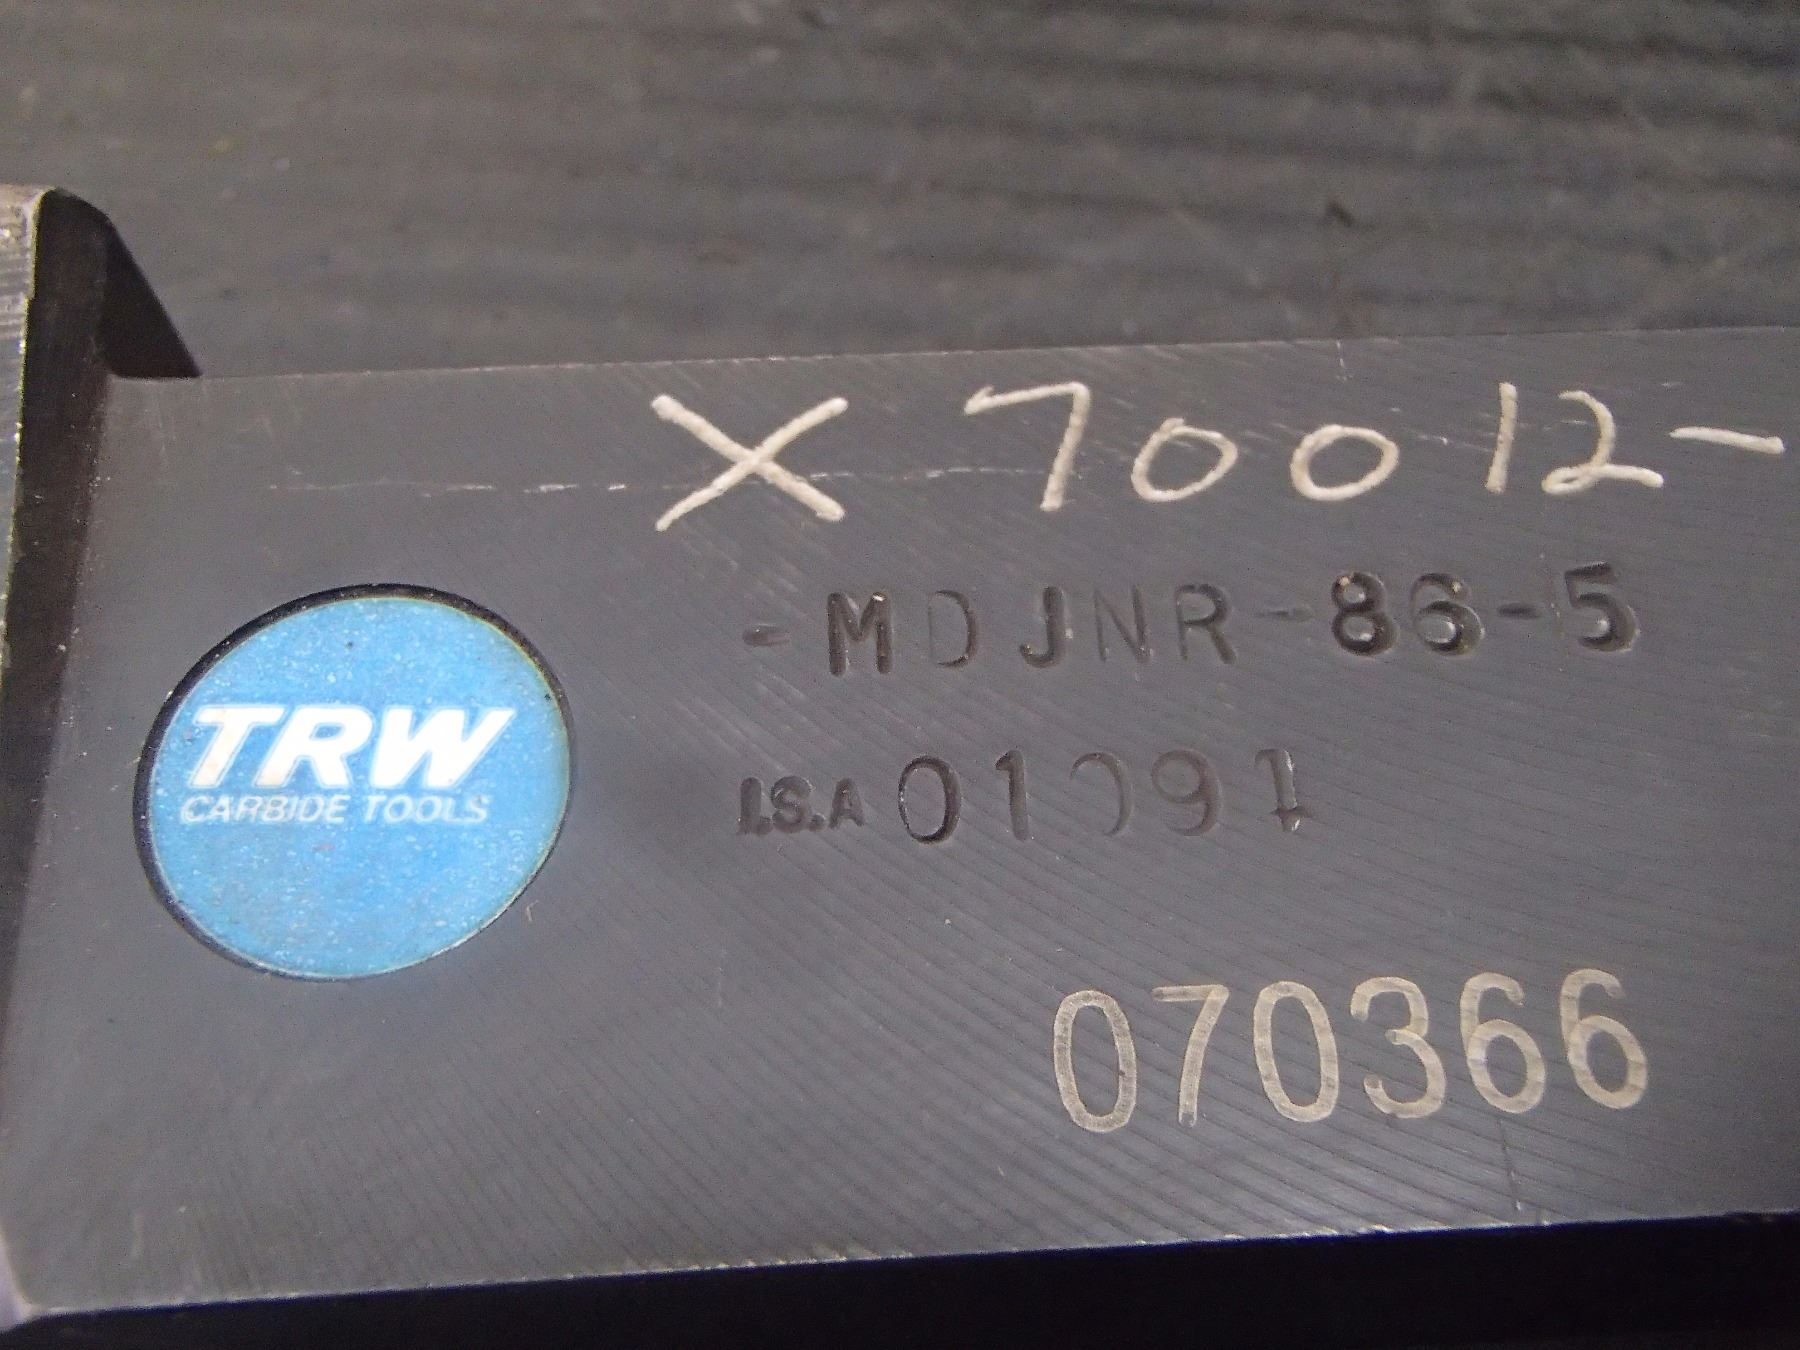 X 70012-
-MDJNR-86-5
TRW
CARBIDE TOOLS
I.S.A 01091
070366